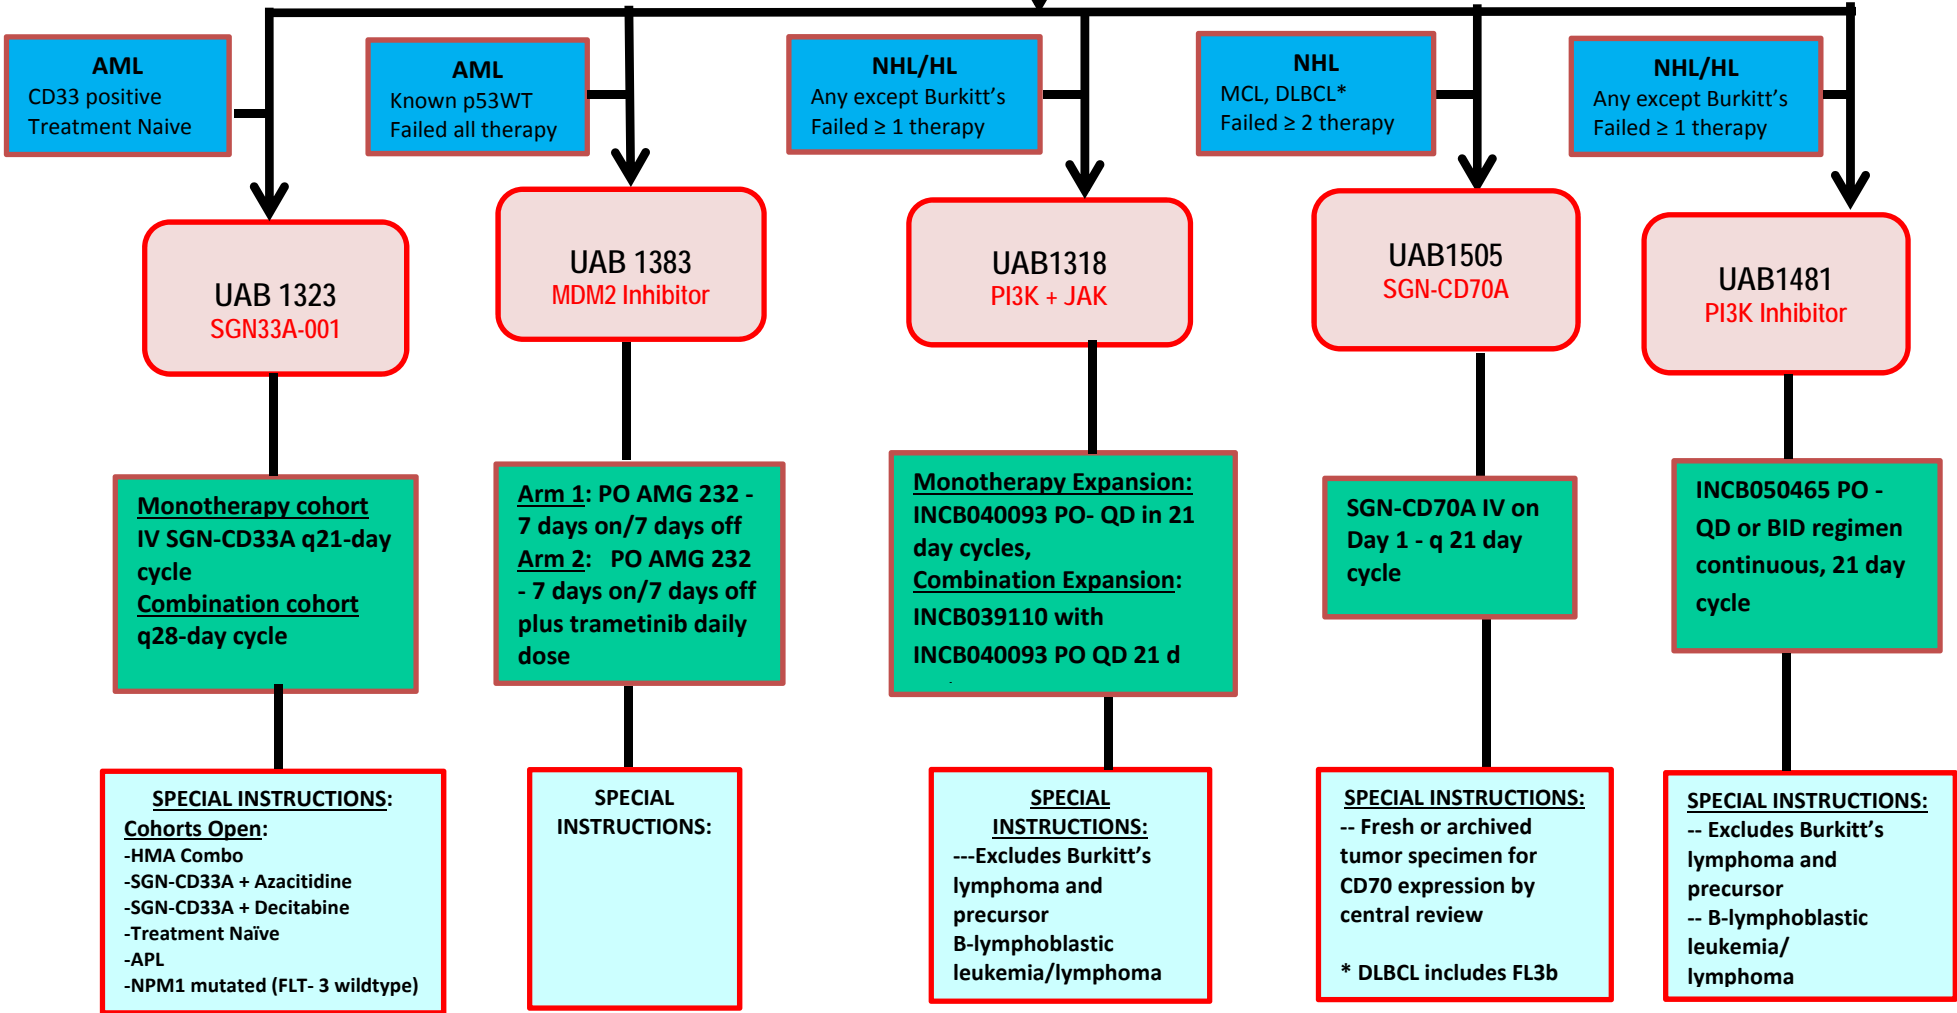 AML
CD33 positive
Treatment Naive
AML
Known p53WT
Failed all therapy
NHL/HL
Any except Burkitt’s
Failed ≥ 1 therapy
NHL
MCL, DLBCL*
Failed ≥ 2 therapy
NHL/HL
Any except Burkitt’s
Failed ≥ 1 therapy
UAB 1323
SGN33A-001
UAB 1383
MDM2 Inhibitor
UAB1318
PI3K + JAK
UAB1505
SGN-CD70A
UAB1481
PI3K Inhibitor
Monotherapy cohort
IV SGN-CD33A q21-day
cycle
Combination cohort
q28-day cycle
Arm 1: PO AMG 232 -
7 days on/7 days off
Arm 2: PO AMG 232
- 7 days on/7 days off
plus trametinib daily
dose
Monotherapy Expansion:
INCB040093 PO- QD in 21
day cycles,
Combination Expansion:
INCB039110 with
INCB040093 PO QD 21 d
SGN-CD70A IV on
Day 1 - q 21 day
cycle
INCB050465 PO -
QD or BID regimen
continuous, 21 day
cycle
SPECIAL INSTRUCTIONS:
Cohorts Open:
-HMA Combo
-SGN-CD33A + Azacitidine
-SGN-CD33A + Decitabine
-Treatment Naïve
-APL
-NPM1 mutated (FLT- 3 wildtype)
SPECIAL
INSTRUCTIONS:
SPECIAL
INSTRUCTIONS:
---Excludes Burkitt’s
lymphoma and
precursor
B-lymphoblastic
leukemia/lymphoma
SPECIAL INSTRUCTIONS:
-- Fresh or archived
tumor specimen for
CD70 expression by
central review
* DLBCL includes FL3b
SPECIAL INSTRUCTIONS:
-- Excludes Burkitt’s
lymphoma and
precursor
-- B-lymphoblastic
leukemia/
lymphoma